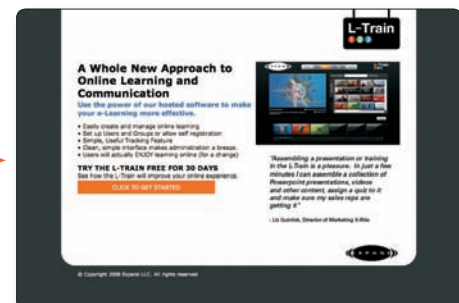 L-Train
A Whole New Approach to
Online Learning and
Communication
Use the power of our hosted software to make
your e-Learning more effective.
• Easily create and manage online learning
• Set up Users and Groups or allow self registration
• Simple, Useful Tracking Feature
• Clean, simple interface makes administration a breeze.
• Users will actually ENJOY learning online (for a change)
TRY THE L-TRAIN FREE FOR 30 DAYS
See how the L-Train will improve your online experience.
CLICK TO GET STARTED
"Assembling a presentation or training
in the L-Train is a pleasure. In just a few
minutes I can assemble a collection of
Powerpoint presentations, videos
and other content, assign a quiz to it
and make sure my sales reps are
getting it"
Director of Marketing X-Rite
EXPAND
© Copyright 2008 Expand LLC. All rights reserved